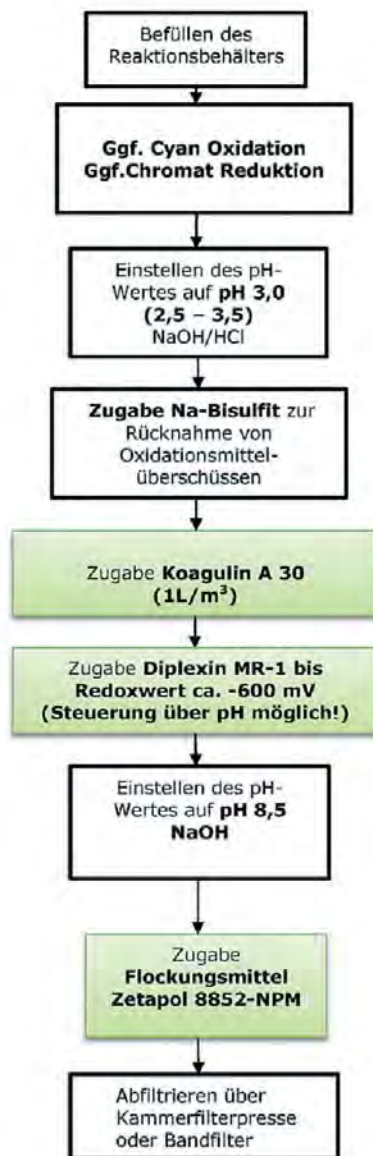 Befüllen des
Reaktionsbehälters
Ggf. Cyan Oxidation
Ggf.Chromat Reduktion
Einstellen des pH-
Wertes auf pH 3,0
(2,5 – 3,5)
NaOH/HCl
Zugabe Na-Bisulfit zur
Rücknahme von
Oxidationsmittel-
überschüssen
Zugabe Koagulin A 30
(1L/m³)
Zugabe Diplexin MR-1 bis
Redoxwert ca. -600 mV
(Steuerung über pH möglich!)
Einstellen des pH-
Wertes auf pH 8,5
NaOH
Zugabe
Flockungsmittel
Zetapol 8852-NPM
Abfiltrieren über
Kammerfilterpresse
oder Bandfilter